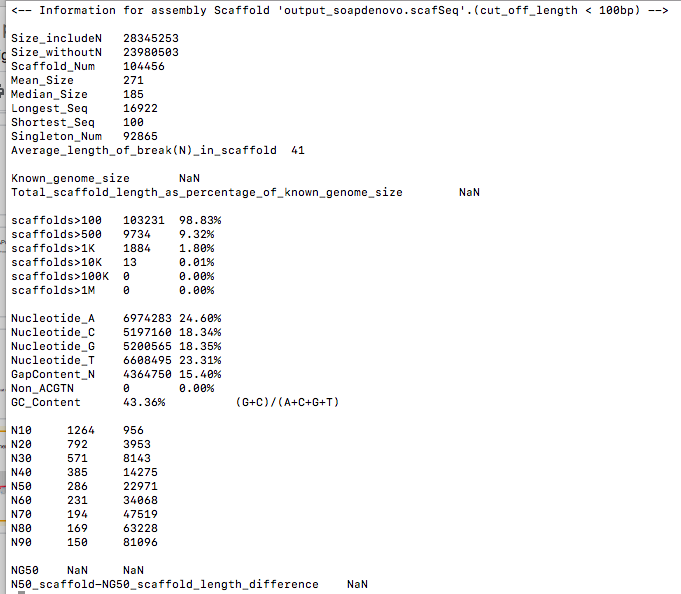 <-- Information for assembly Scaffold 'output_soapdenovo.scafSeq'.(cut_off_length < 100bp) -->
Size_includeN 28345253
Size_withoutN 23980503
Scaffold_Num 104456
Mean_Size 271
Median_Size 185
Longest_Seq 16922
Shortest_Seq 100
Singleton_Num 92865
Average_length_of_break(N)_in_scaffold 41
Known_genome_size NaN
Total_scaffold_length_as_percentage_of_known_genome_size NaN
scaffolds>100 103231 98.83%
scaffolds>500 9734 9.32%
scaffolds>1K 1884 1.80%
scaffolds>10K 13 0.01%
scaffolds>100K 0 0.00%
scaffolds>1M 0 0.00%
Nucleotide_A 6974283 24.60%
Nucleotide_C 5197160 18.34%
Nucleotide_G 5200565 18.35%
Nucleotide_T 6608495 23.31%
GapContent_N 4364750 15.40%
Non_ACGTN 0 0.00%
GC_Content 43.36% (G+C)/(A+C+G+T)
N10 1264 956
N20 792 3953
N30 571 8143
N40 385 14275
N50 286 22971
N60 231 34068
N70 194 47519
N80 169 63228
N90 150 81096
NG50 NaN NaN
N50_scaffold-NG50_scaffold_length_difference NaN